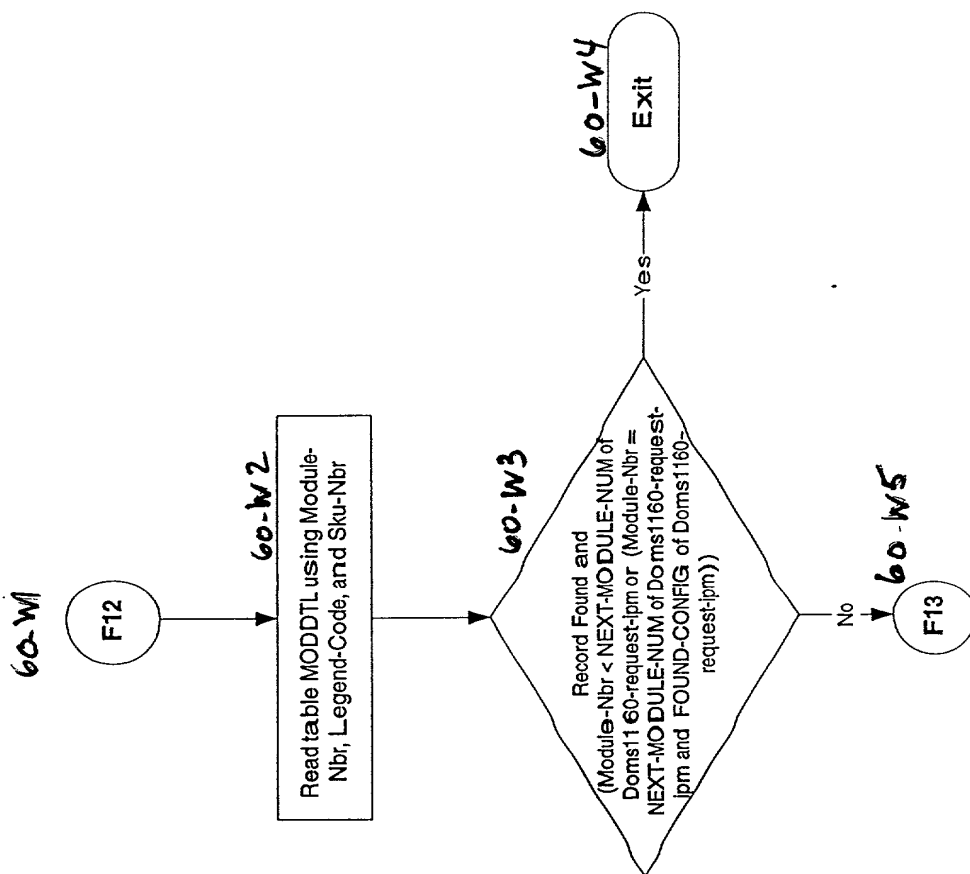 60-W1
F12
60-W2
Read table MODDTL using Module-
Nbr, Legend-Code, and Sku-Nbr
60-W3
Record Found and
(Module-Nbr < NEXT-MODULE-NUM of
Doms1160-request-ipm or (Module-Nbr =
NEXT-MODULE-NUM of Doms1160-request-
ipm and FOUND-CONFIG of Doms1160-
request-ipm))
Yes
60-W4
Exit
No
60-W5
F13